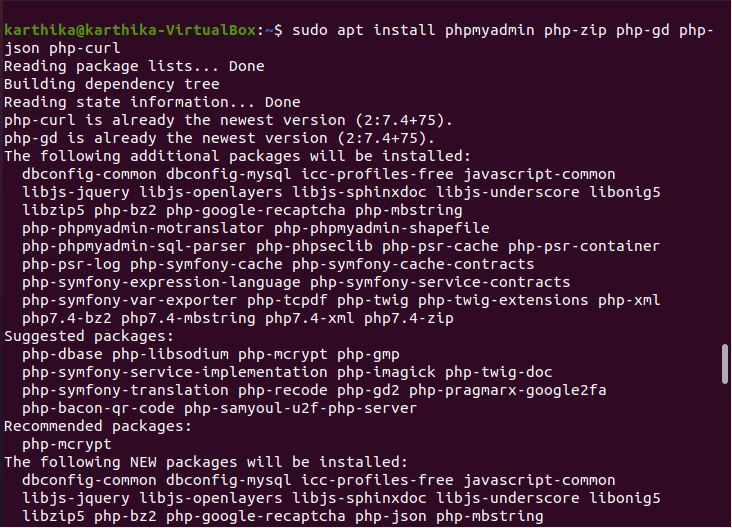 karthika@karthika-VirtualBox:~$ sudo apt install phpmyadmin php-zip php-gd php-
json php-curl
Reading package lists... Done
Building dependency tree
Reading state information... Done
php-curl is already the newest version (2:7.4+75).
php-gd is already the newest version (2:7.4+75).
The following additional packages will be installed:
  dbconfig-common dbconfig-mysql icc-profiles-free javascript-common
  libjs-jquery libjs-openlayers libjs-sphinxdoc libjs-underscore libonig5
  libzip5 php-bz2 php-google-recaptcha php-mbstring
  php-phpmyadmin-motranslator php-phpmyadmin-shapefile
  php-phpmyadmin-sql-parser php-phpseclib php-psr-cache php-psr-container
  php-psr-log php-symfony-cache php-symfony-cache-contracts
  php-symfony-expression-language php-symfony-service-contracts
  php-symfony-var-exporter php-tcpdf php-twig php-twig-extensions php-xml
  php7.4-bz2 php7.4-mbstring php7.4-xml php7.4-zip
Suggested packages:
  php-dbase php-libsodium php-mcrypt php-gmp
  php-symfony-service-implementation php-imagick php-twig-doc
  php-symfony-translation php-recode php-gd2 php-pragmarx-google2fa
  php-bacon-qr-code php-samyoul-u2f-php-server
Recommended packages:
  php-mcrypt
The following NEW packages will be installed:
  dbconfig-common dbconfig-mysql icc-profiles-free javascript-common
  libjs-jquery libjs-openlayers libjs-sphinxdoc libjs-underscore libonig5
  libzip5 php-bz2 php-google-recaptcha php-json php-mbstring